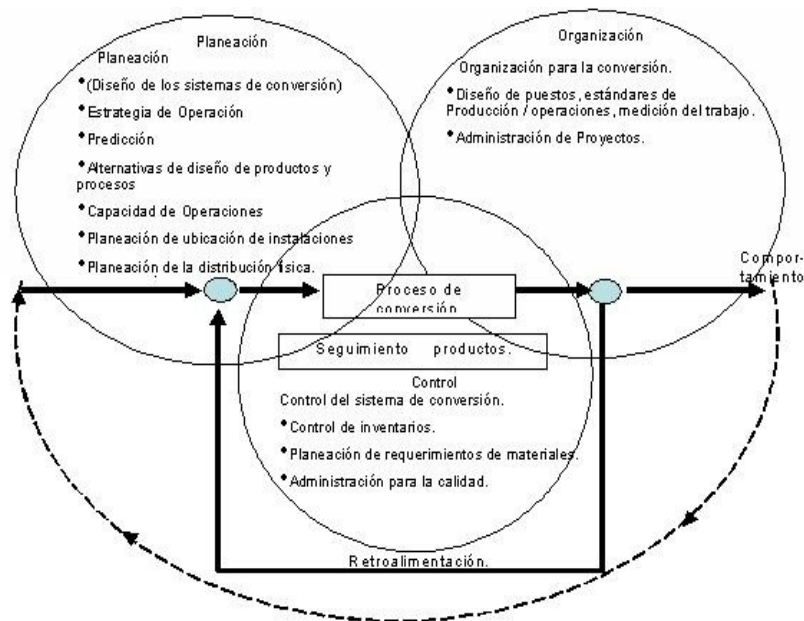 Planeación
Planeación
(Diseño de los sistemas de conversión)
Estrategia de Operación
Predicción
Alternativas de diseño de productos y
procesos
Capacidad de Operaciones
Planeación de ubicación de instalaciones
Planeación de la distribución física.
Organización
Organización para la conversión.
Diseño de puestos, estándares de
Producción / operaciones, medición del trabajo.
Administración de Proyectos.
Compor-
tamiento
Proceso de
conversión
Seguimiento productos.
Control
Control del sistema de conversión.
Control de inventarios.
Planeación de requerimientos de materiales.
Administración para la calidad.
Retroalimentación.